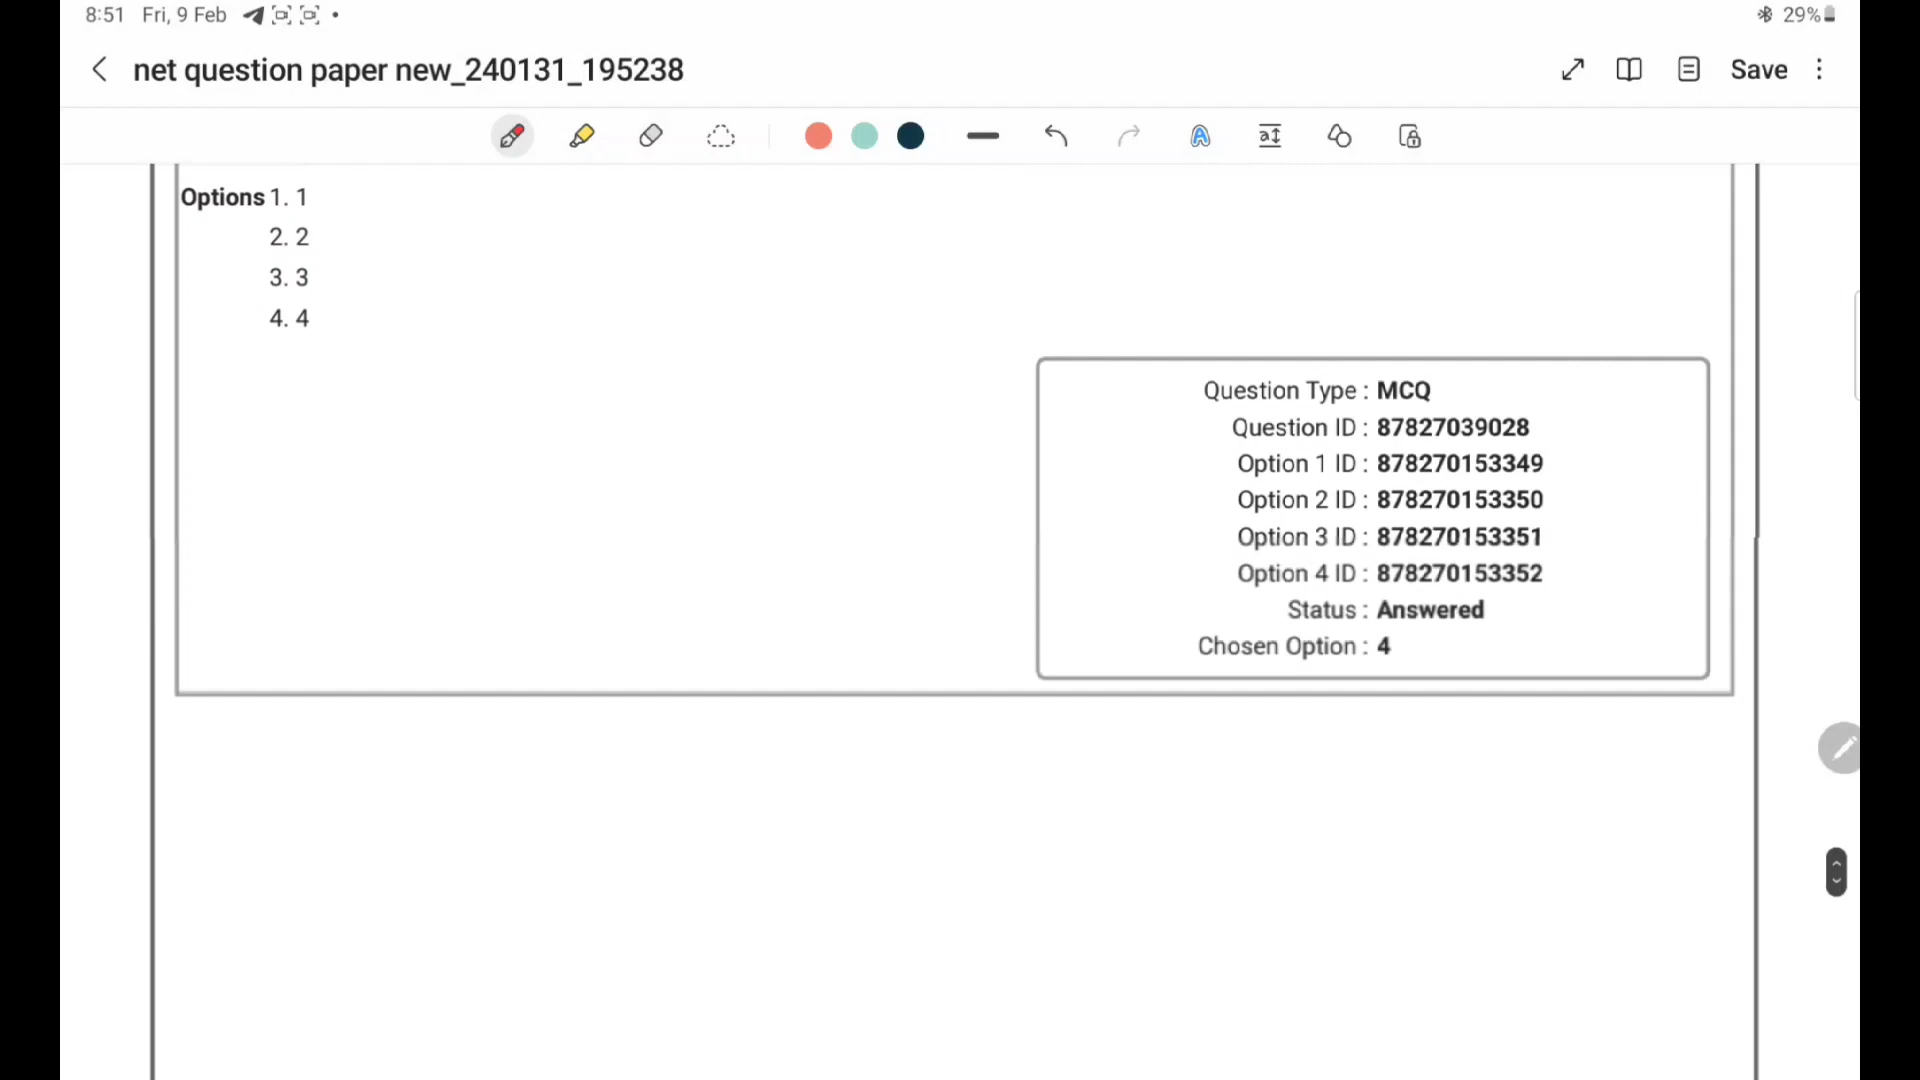 8:51 Fri, 9 Feb
29%
net question paper new_240131_195238
Save
Options 1. 1
2. 2
3. 3
4. 4
Question Type : MCQ
Question ID : 87827039028
Option 1 ID : 878270153349
Option 2 ID : 878270153350
Option 3 ID : 878270153351
Option 4 ID : 878270153352
Status : Answered
Chosen Option : 4